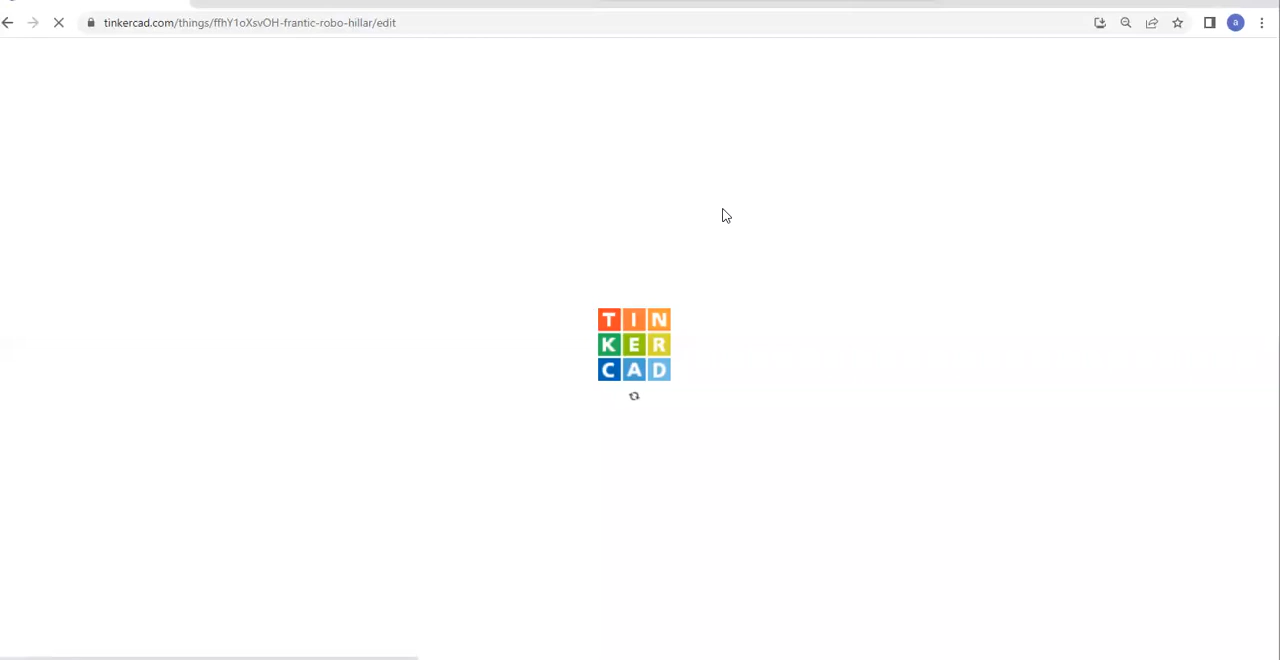 tinkercad.com/things/ffhY1oXsvOH-frantic-robo-hillar/edit
a
TIN
KER
CAD